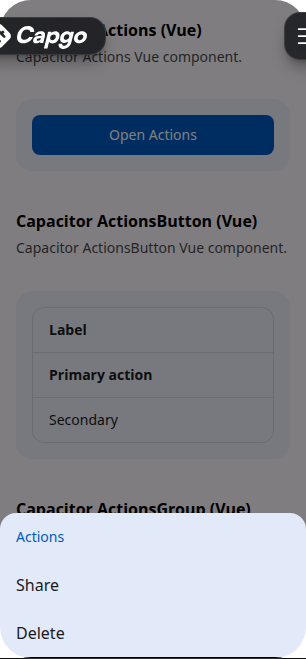 Capgo
Actions (Vue)
Capacitor Actions Vue component.
Open Actions
Capacitor ActionsButton (Vue)
Capacitor ActionsButton Vue component.
Label
Primary action
Secondary
Capacitor ActionsGroup (Vue)
Actions
Share
Delete